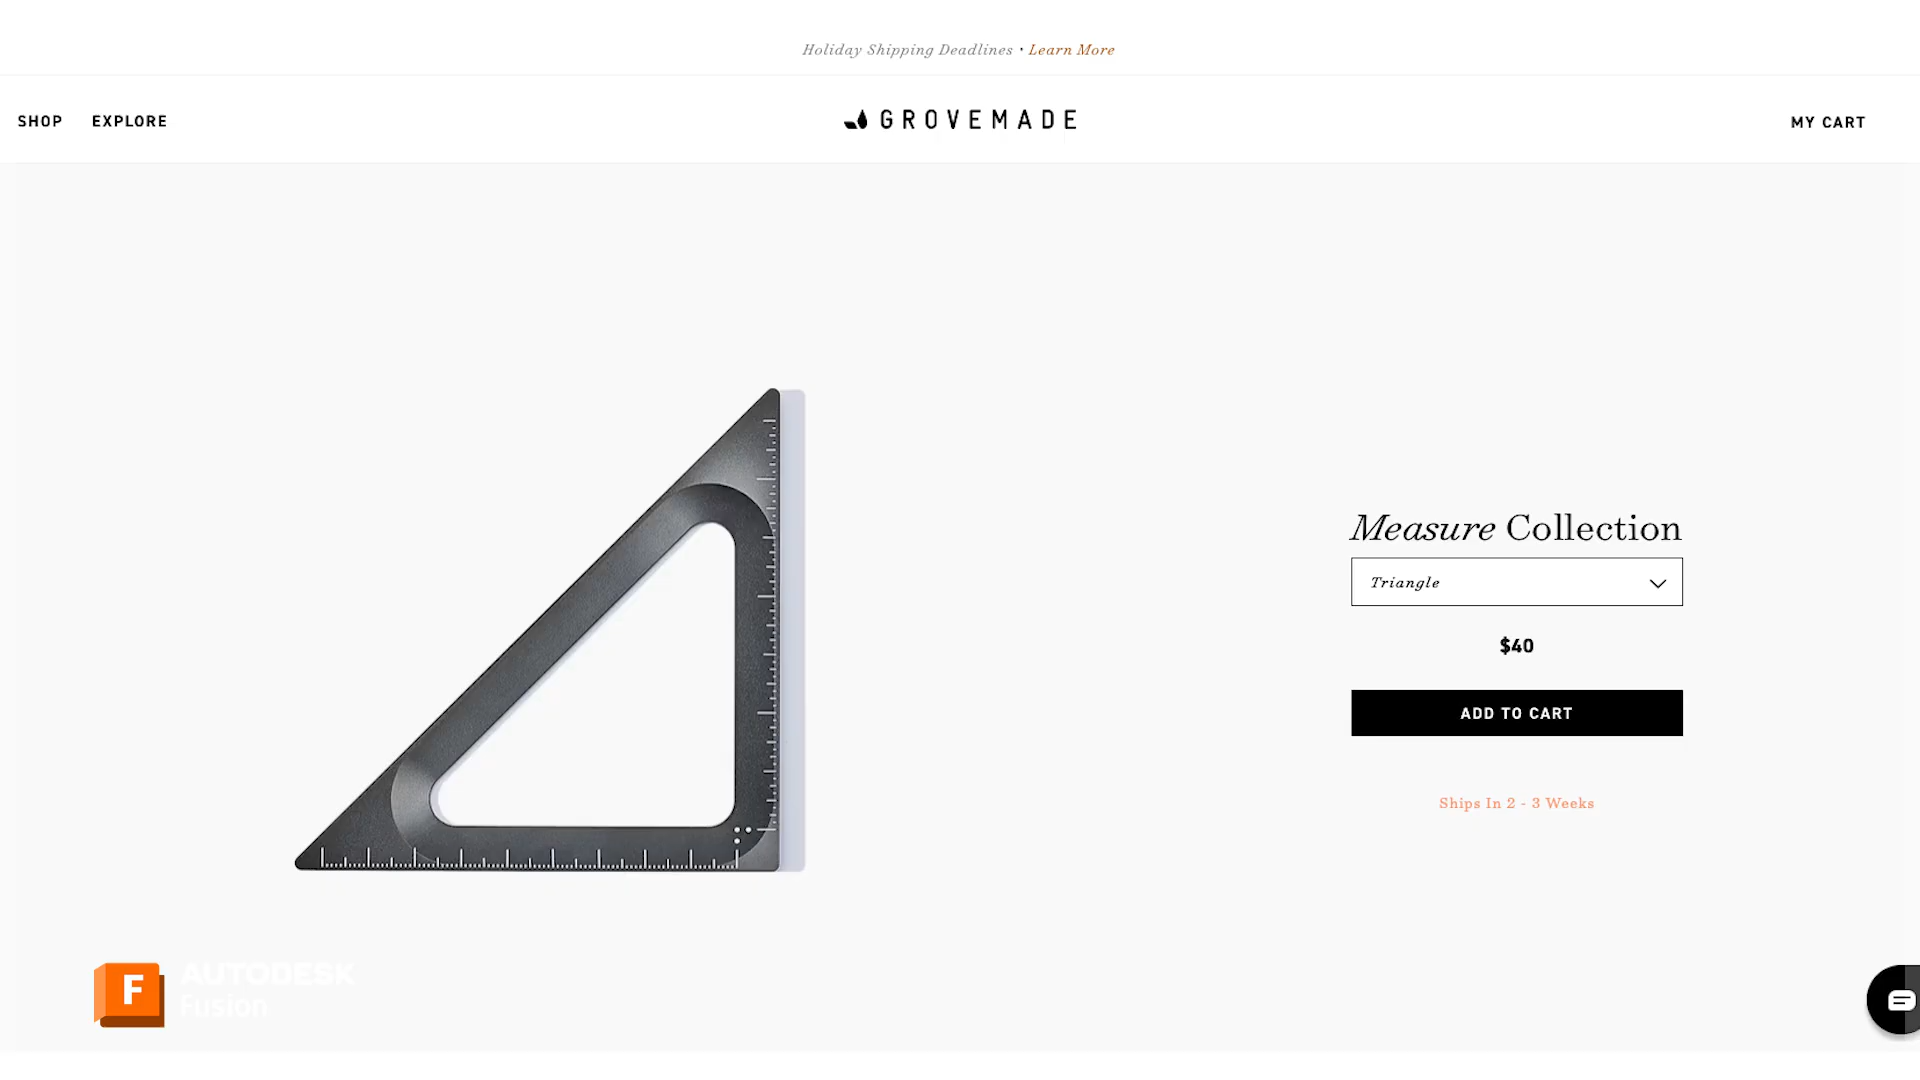 Holiday Shipping Deadlines • Learn More
SHOP EXPLORE
GROVEMADE
MY CART
Measure Collection
Triangle
$40
ADD TO CART
Ships In 2 - 3 Weeks
F
AUTODESK
Fusion